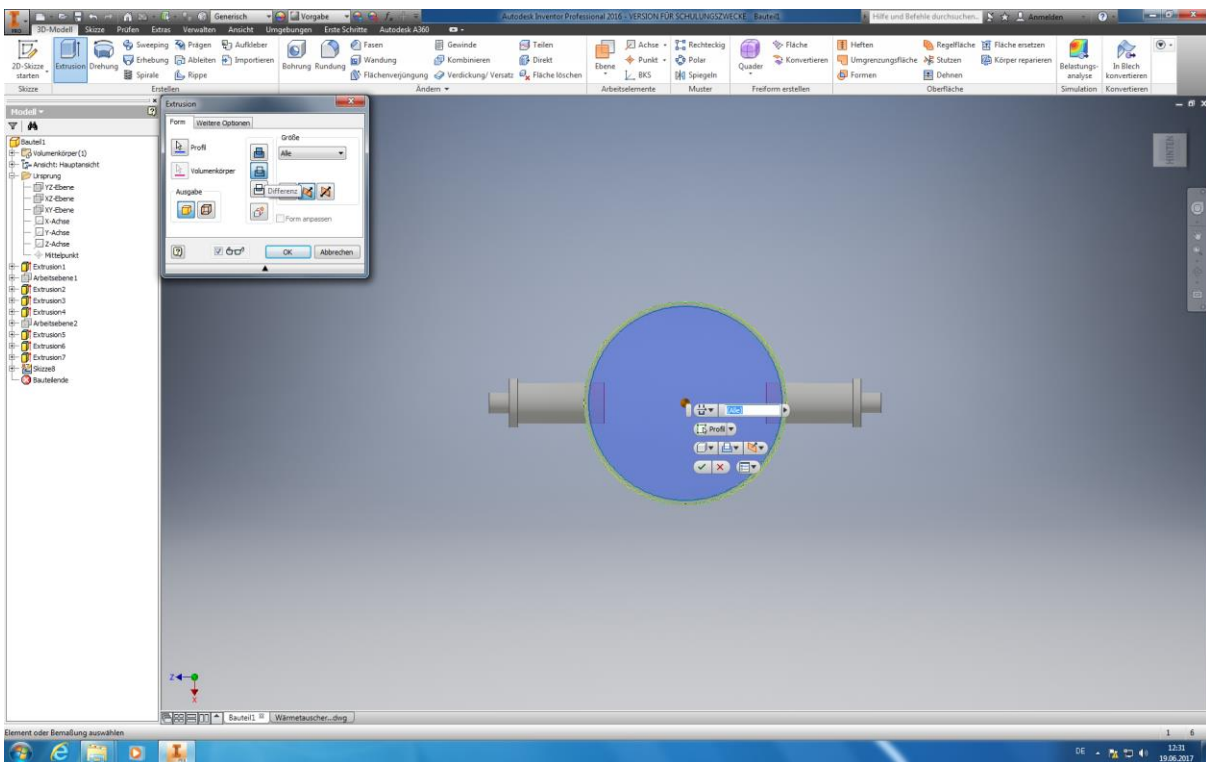 Generisch Vorgabe Autodesk Inventor Professional 2016 - VERSION FÜR SCHULUNGSZWECKE Bauteil1 Hilfe und Befehle durchsuchen... Anmelden
PRO 3D-Modell Skizze Prüfen Extras Verwalten Ansicht Umgebungen Erste Schritte Autodesk A360
Sweeping Prägen Aufkleber Fasen Gewinde Teilen Achse Rechteckig Fläche Heften Regelfläche Fläche ersetzen
2D-Skizze starten Extrusion Drehung Erhebung Ableiten Importieren Bohrung Rundung Wandung Kombinieren Direkt Ebene Punkt Polar Quader Konvertieren Umgrenzungsfläche Stutzen Körper reparieren Belastungs-analyse In Blech konvertieren
Spirale Rippe Flächenverjüngung Verdickung/ Versatz Fläche löschen BKS Spiegeln Formen Dehnen
Skizze Erstellen Ändern Arbeitselemente Muster Freiform erstellen Oberfläche Simulation Konvertieren
Modell
Bauteil1
Volumenkörper(1)
Ansicht: Hauptansicht
Ursprung
YZ-Ebene
XZ-Ebene
XY-Ebene
X-Achse
Y-Achse
Z-Achse
Mittelpunkt
Extrusion1
Arbeitsebene1
Extrusion2
Extrusion3
Extrusion4
Arbeitsebene2
Extrusion5
Extrusion6
Extrusion7
Skizze8
Bauteilende
Extrusion
Form Weitere Optionen
Profil
Größe
Alle
Volumenkörper
Ausgabe
Differenz
Form anpassen
OK Abbrechen
HINTEN
Alle
Profil
Z
X
Bauteil1 Wärmetauscher...dwg
Element oder Bemaßung auswählen
1 6
DE 12:31
19.06.2017